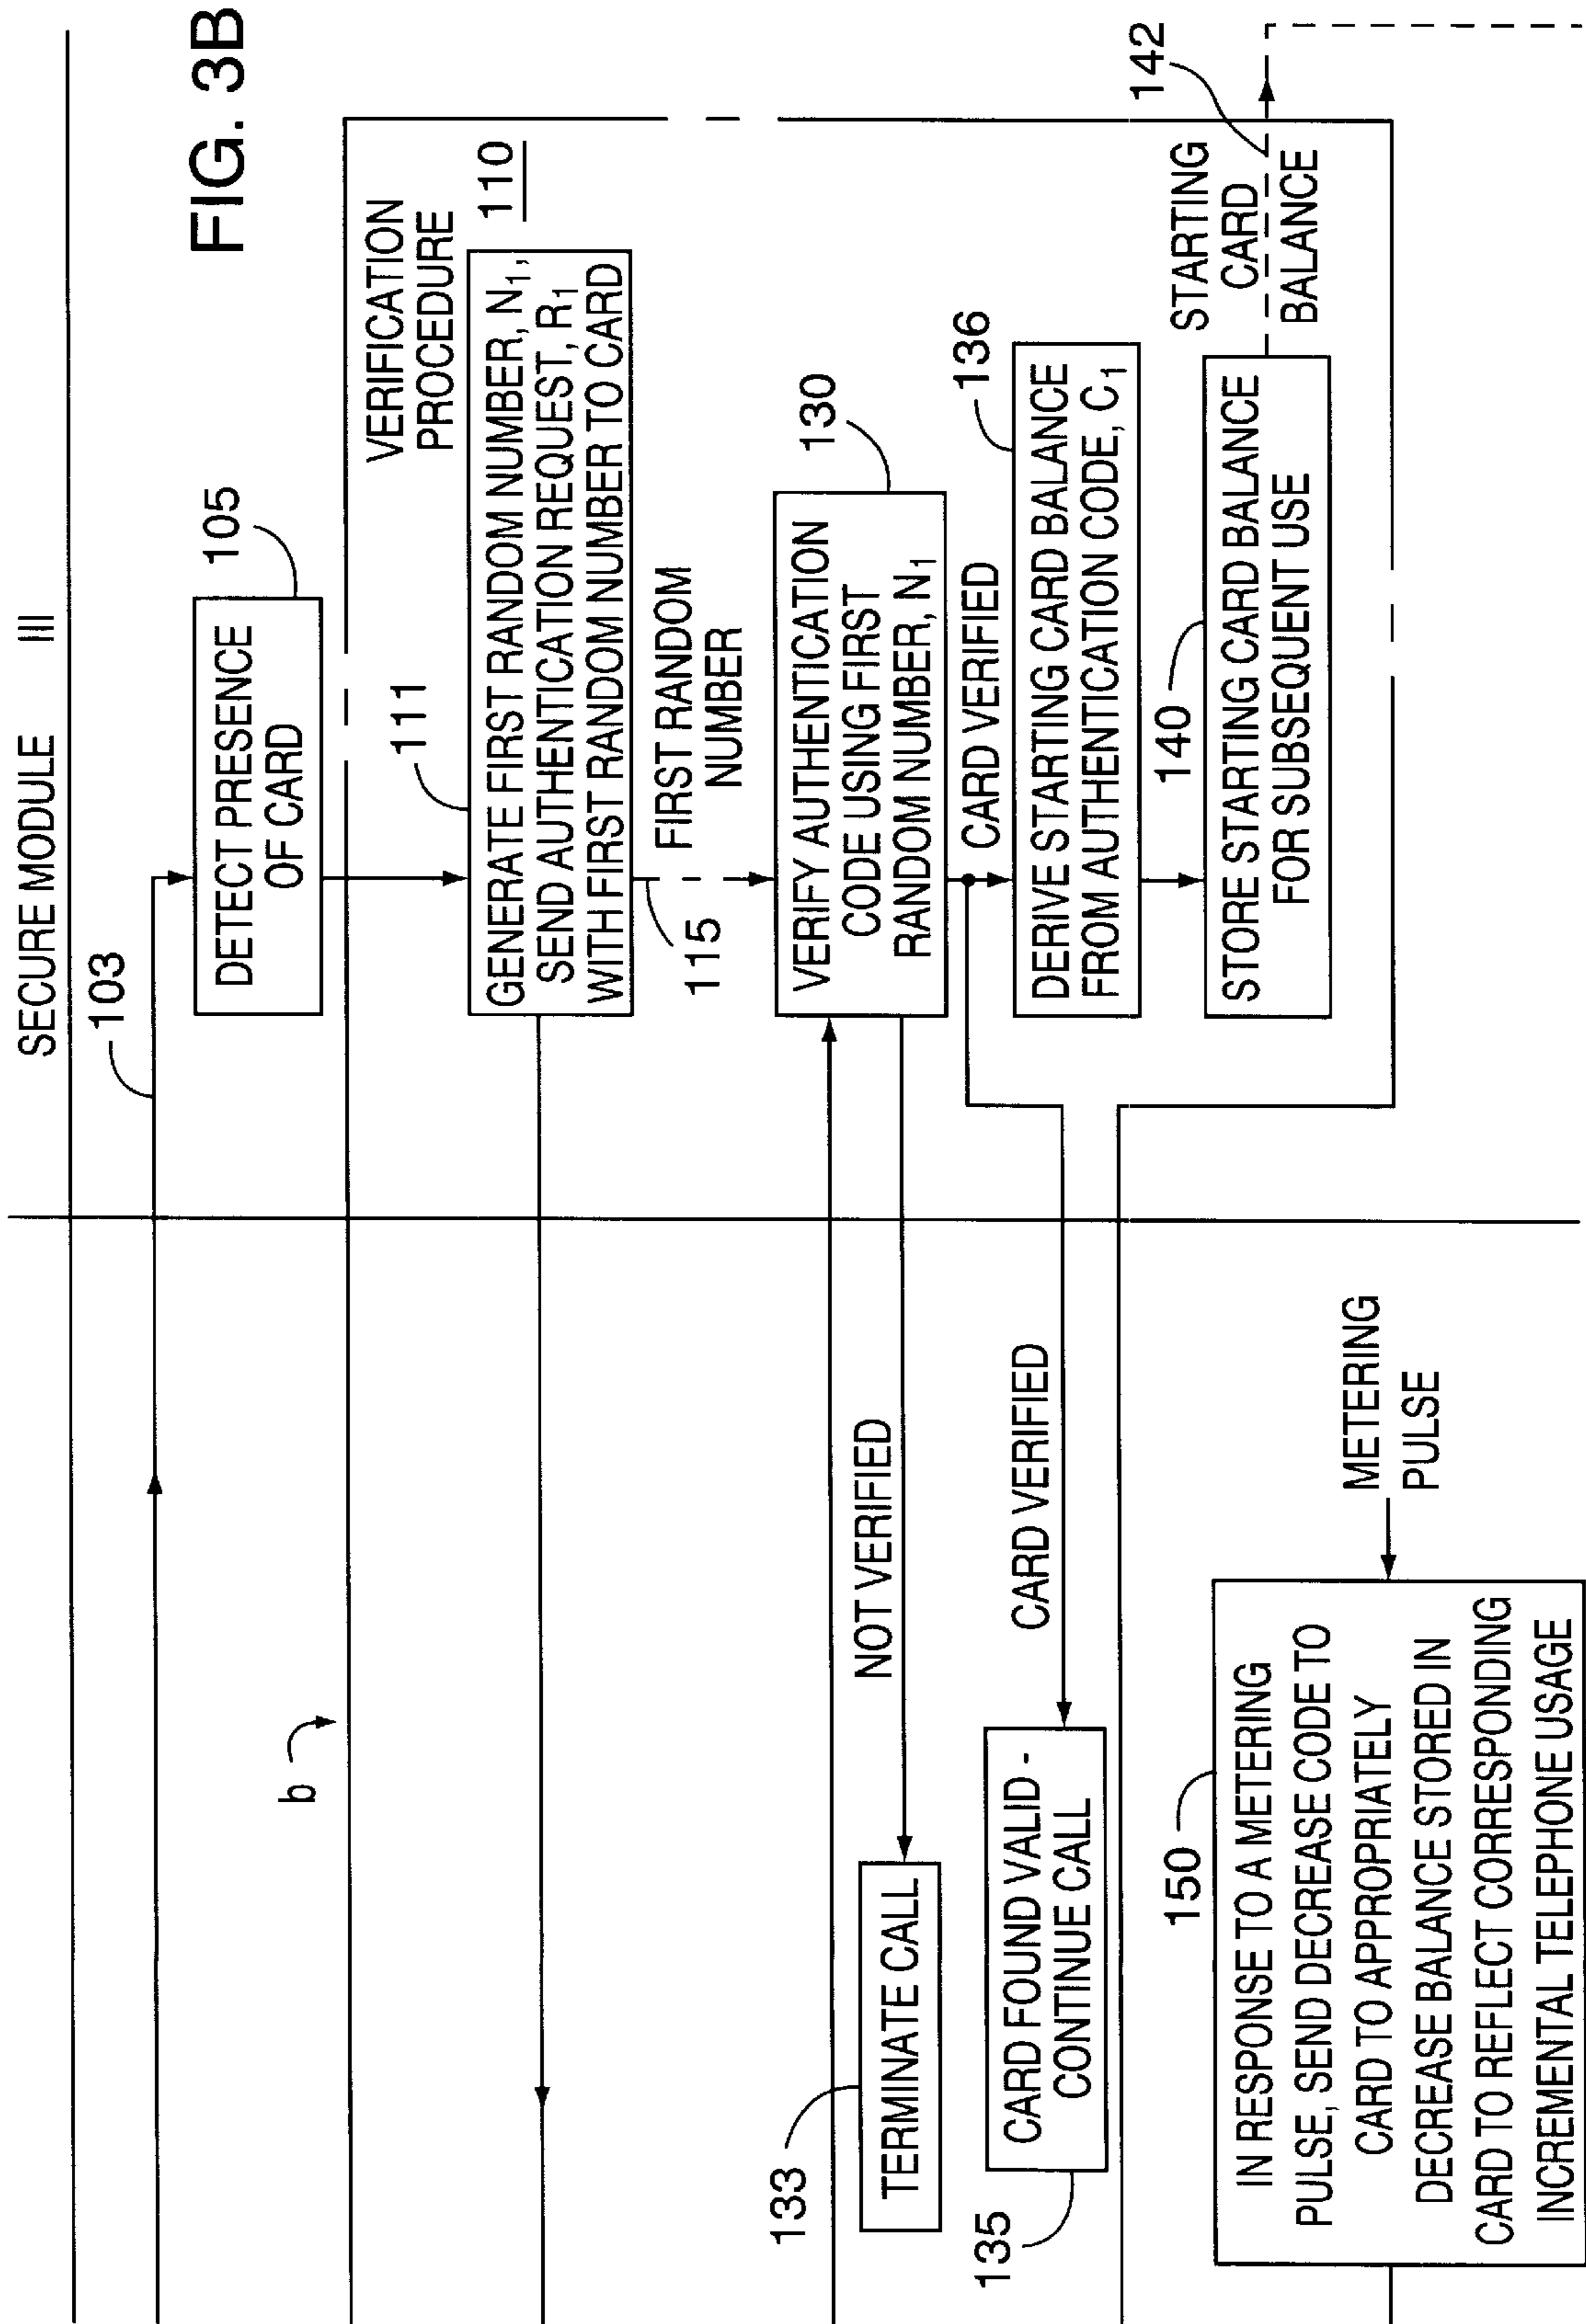 FIG. 3B
SECURE MODULE III
103
105
DETECT PRESENCE
OF CARD
b
VERIFICATION
PROCEDURE
110
111
GENERATE FIRST RANDOM NUMBER, N₁,
SEND AUTHENTICATION REQUEST, R₁
WITH FIRST RANDOM NUMBER TO CARD
115
FIRST RANDOM
NUMBER
130
VERIFY AUTHENTICATION
CODE USING FIRST
RANDOM NUMBER, N₁
NOT VERIFIED
133
TERMINATE CALL
CARD VERIFIED
CARD VERIFIED
135
CARD FOUND VALID -
CONTINUE CALL
136
DERIVE STARTING CARD BALANCE
FROM AUTHENTICATION CODE, C₁
140
STORE STARTING CARD BALANCE
FOR SUBSEQUENT USE
STARTING
CARD
BALANCE
142
METERING
PULSE
150
IN RESPONSE TO A METERING
PULSE, SEND DECREASE CODE TO
CARD TO APPROPRIATELY
DECREASE BALANCE STORED IN
CARD TO REFLECT CORRESPONDING
INCREMENTAL TELEPHONE USAGE